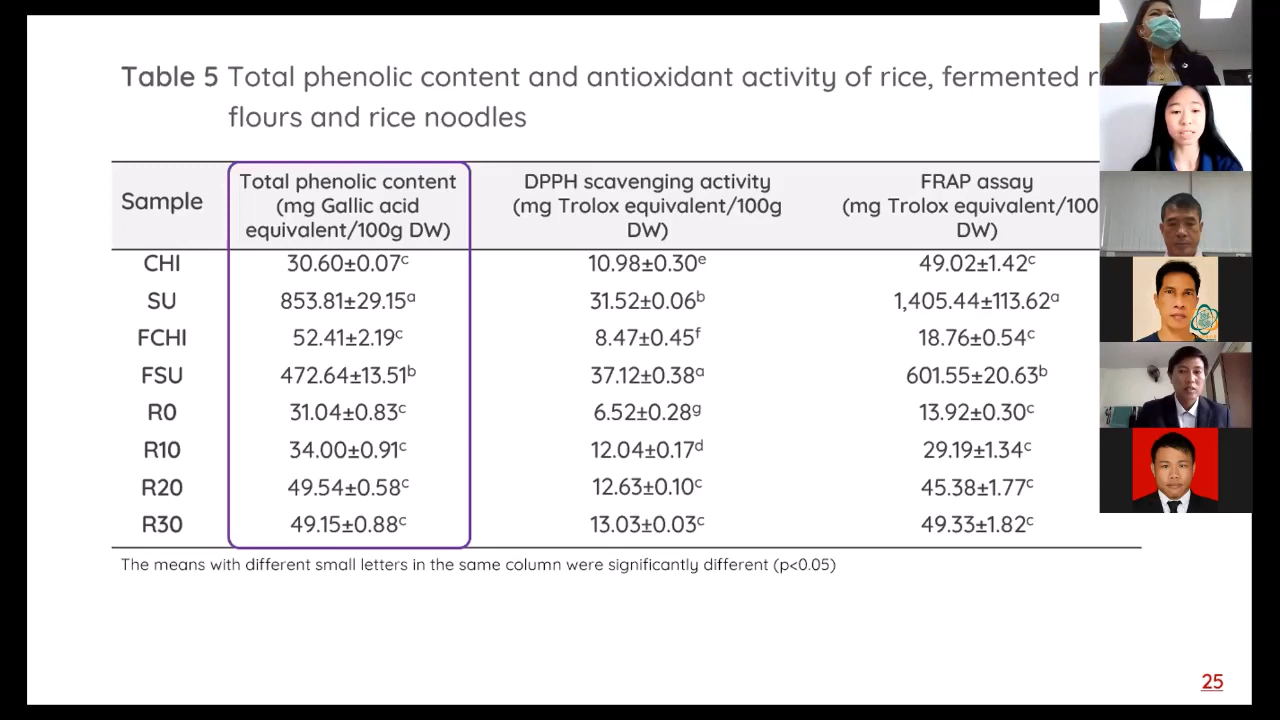 Table 5 Total phenolic content and antioxidant activity of rice, fermented
flours and rice noodles
Sample
Total phenolic content
(mg Gallic acid
equivalent/100g DW)
DPPH scavenging activity
(mg Trolox equivalent/100g
DW)
FRAP assay
(mg Trolox equivalent/100
DW)
CHI 30.60±0.07ᶜ 10.98±0.30ᵉ 49.02±1.42ᶜ
SU 853.81±29.15ᵃ 31.52±0.06ᵇ 1,405.44±113.62ᵃ
FCHI 52.41±2.19ᶜ 8.47±0.45ᶠ 18.76±0.54ᶜ
FSU 472.64±13.51ᵇ 37.12±0.38ᵃ 601.55±20.63ᵇ
R0 31.04±0.83ᶜ 6.52±0.28ᵍ 13.92±0.30ᶜ
R10 34.00±0.91ᶜ 12.04±0.17ᵈ 29.19±1.34ᶜ
R20 49.54±0.58ᶜ 12.63±0.10ᶜ 45.38±1.77ᶜ
R30 49.15±0.88ᶜ 13.03±0.03ᶜ 49.33±1.82ᶜ
The means with different small letters in the same column were significantly different (p<0.05)
25